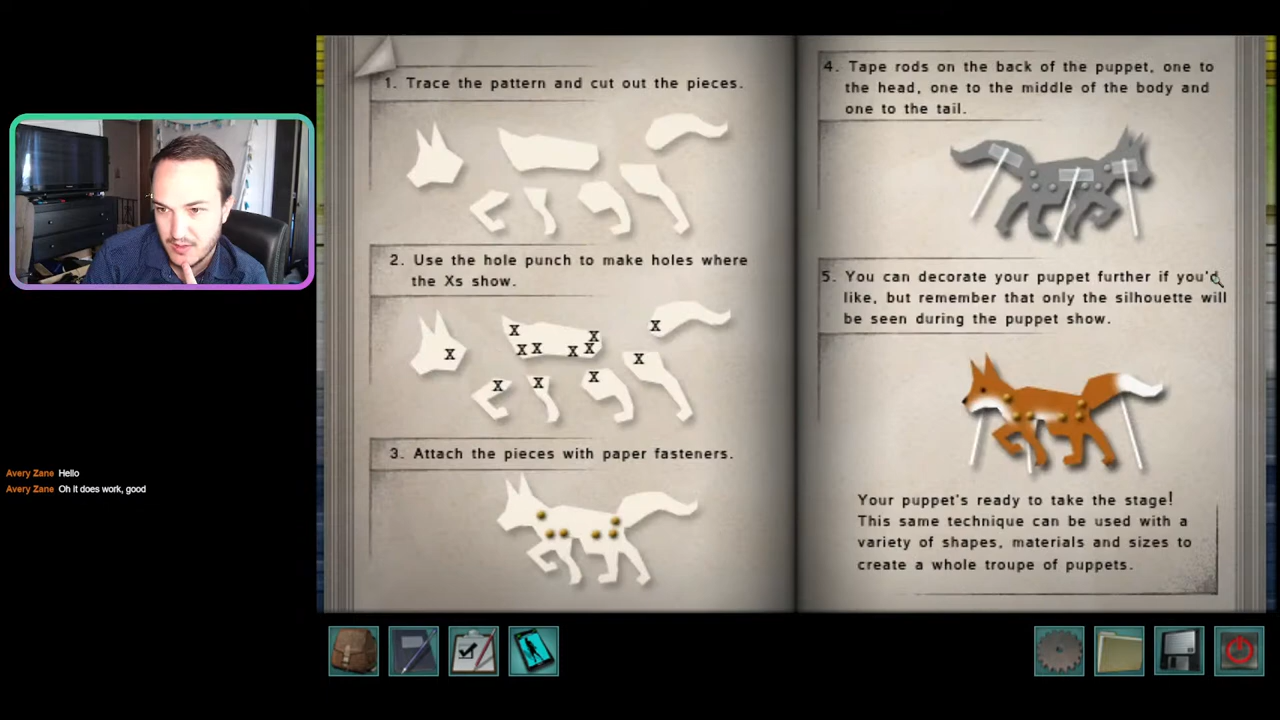 1. Trace the pattern and cut out the pieces.
2. Use the hole punch to make holes where
the Xs show.
X
X
X
X
X
X
X
X
X
X
X
X
X
X
3. Attach the pieces with paper fasteners.
4. Tape rods on the back of the puppet, one to
the head, one to the middle of the body and
one to the tail.
5. You can decorate your puppet further if you'd
like, but remember that only the silhouette will
be seen during the puppet show.
Your puppet's ready to take the stage!
This same technique can be used with a
variety of shapes, materials and sizes to
create a whole troupe of puppets.
Avery Zane Hello
Avery Zane Oh it does work, good